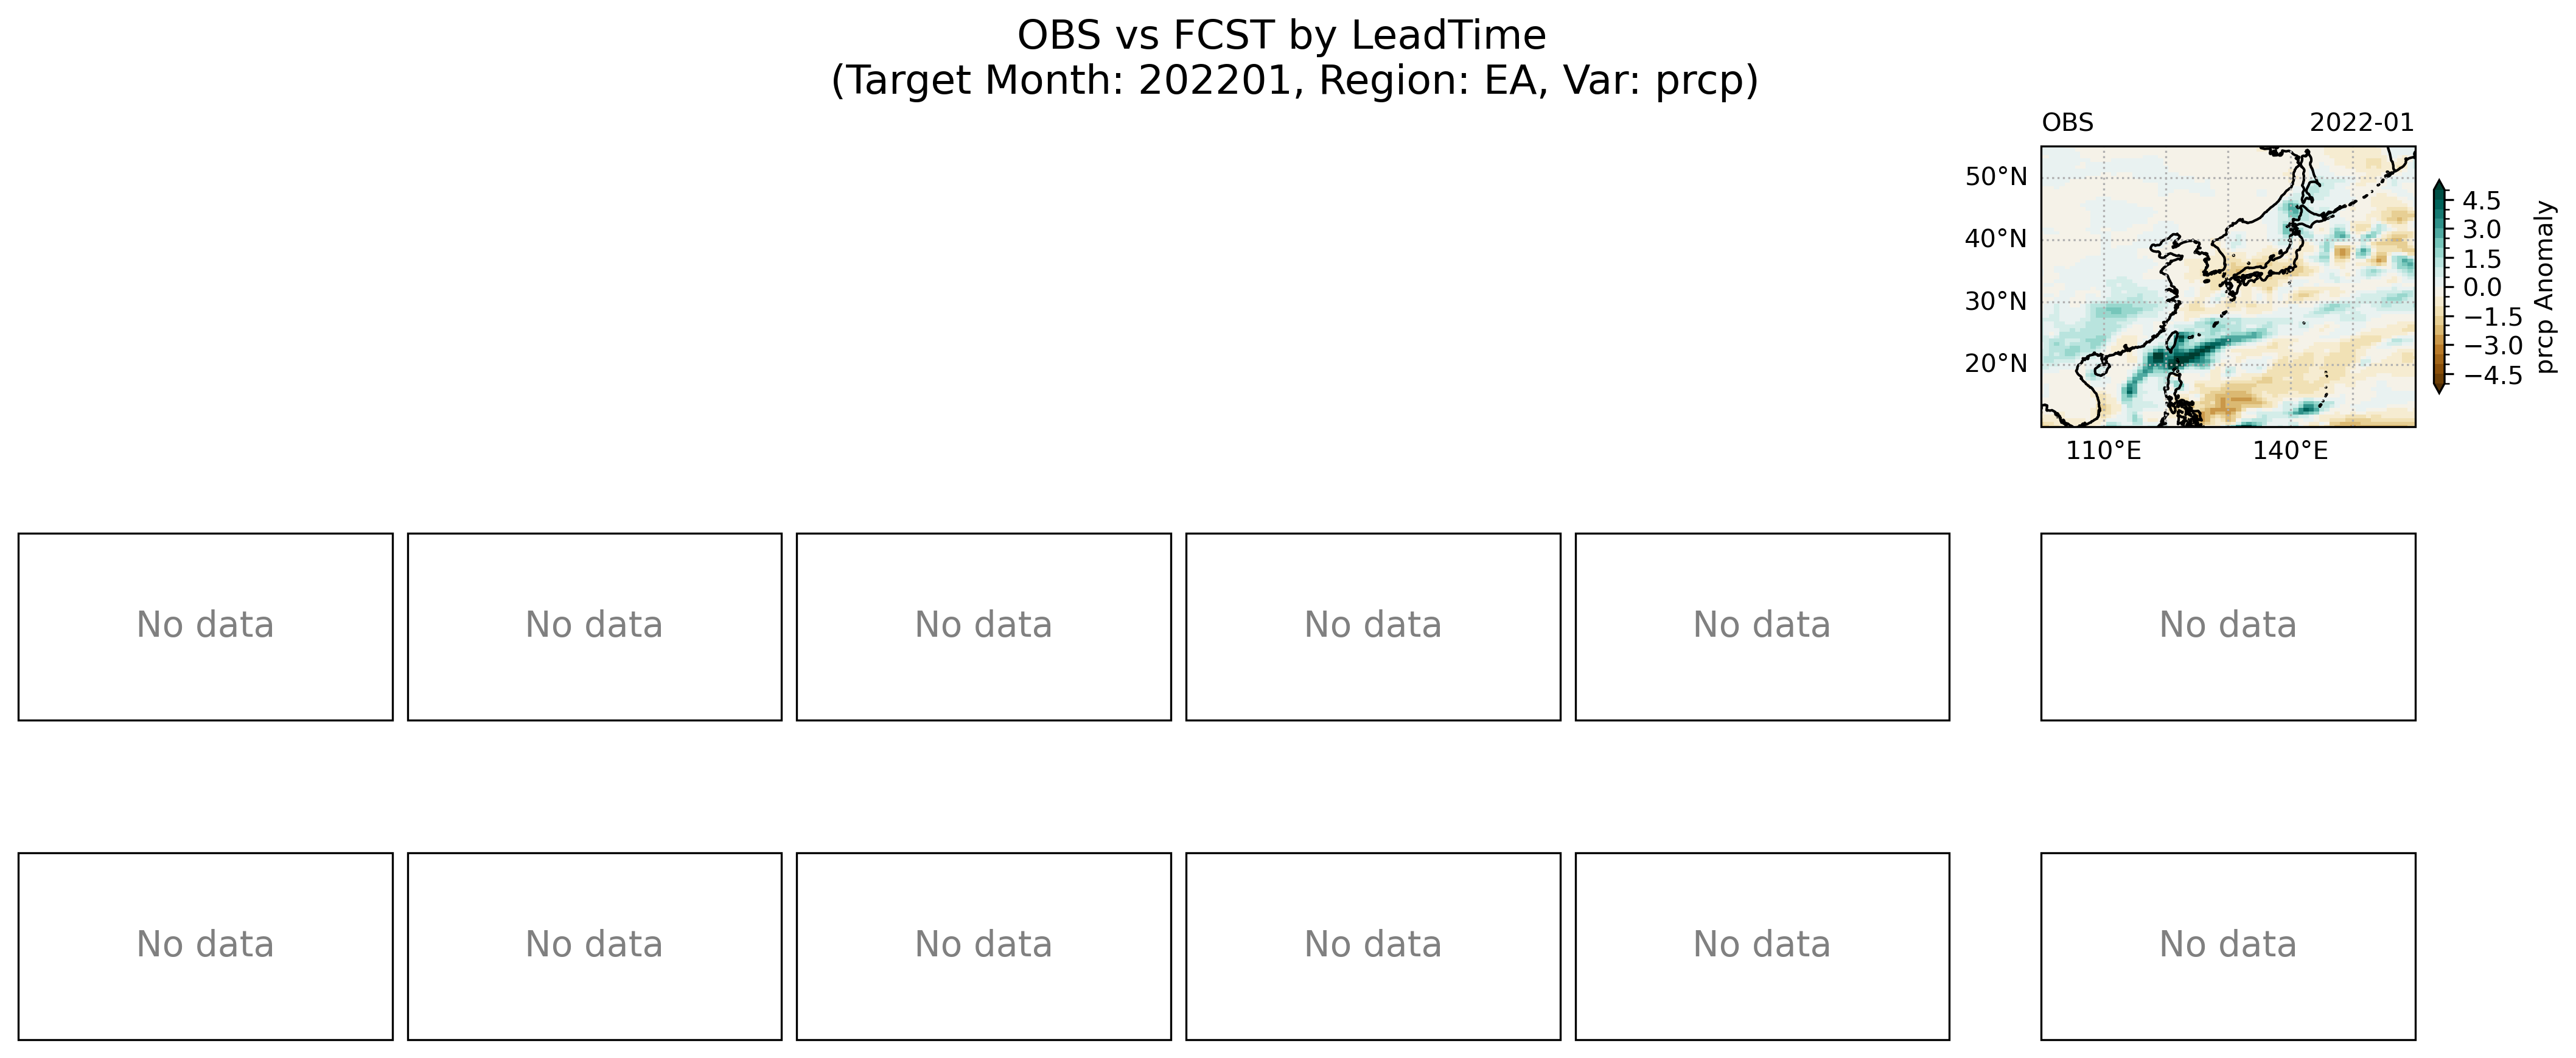 OBS vs FCST by LeadTime
(Target Month: 202201, Region: EA, Var: prcp)
OBS 2022-01
50°N
40°N
30°N
20°N
110°E 140°E
4.5
3.0
1.5
0.0
−1.5
−3.0
−4.5
prcp Anomaly
No data No data No data No data No data No data
No data No data No data No data No data No data